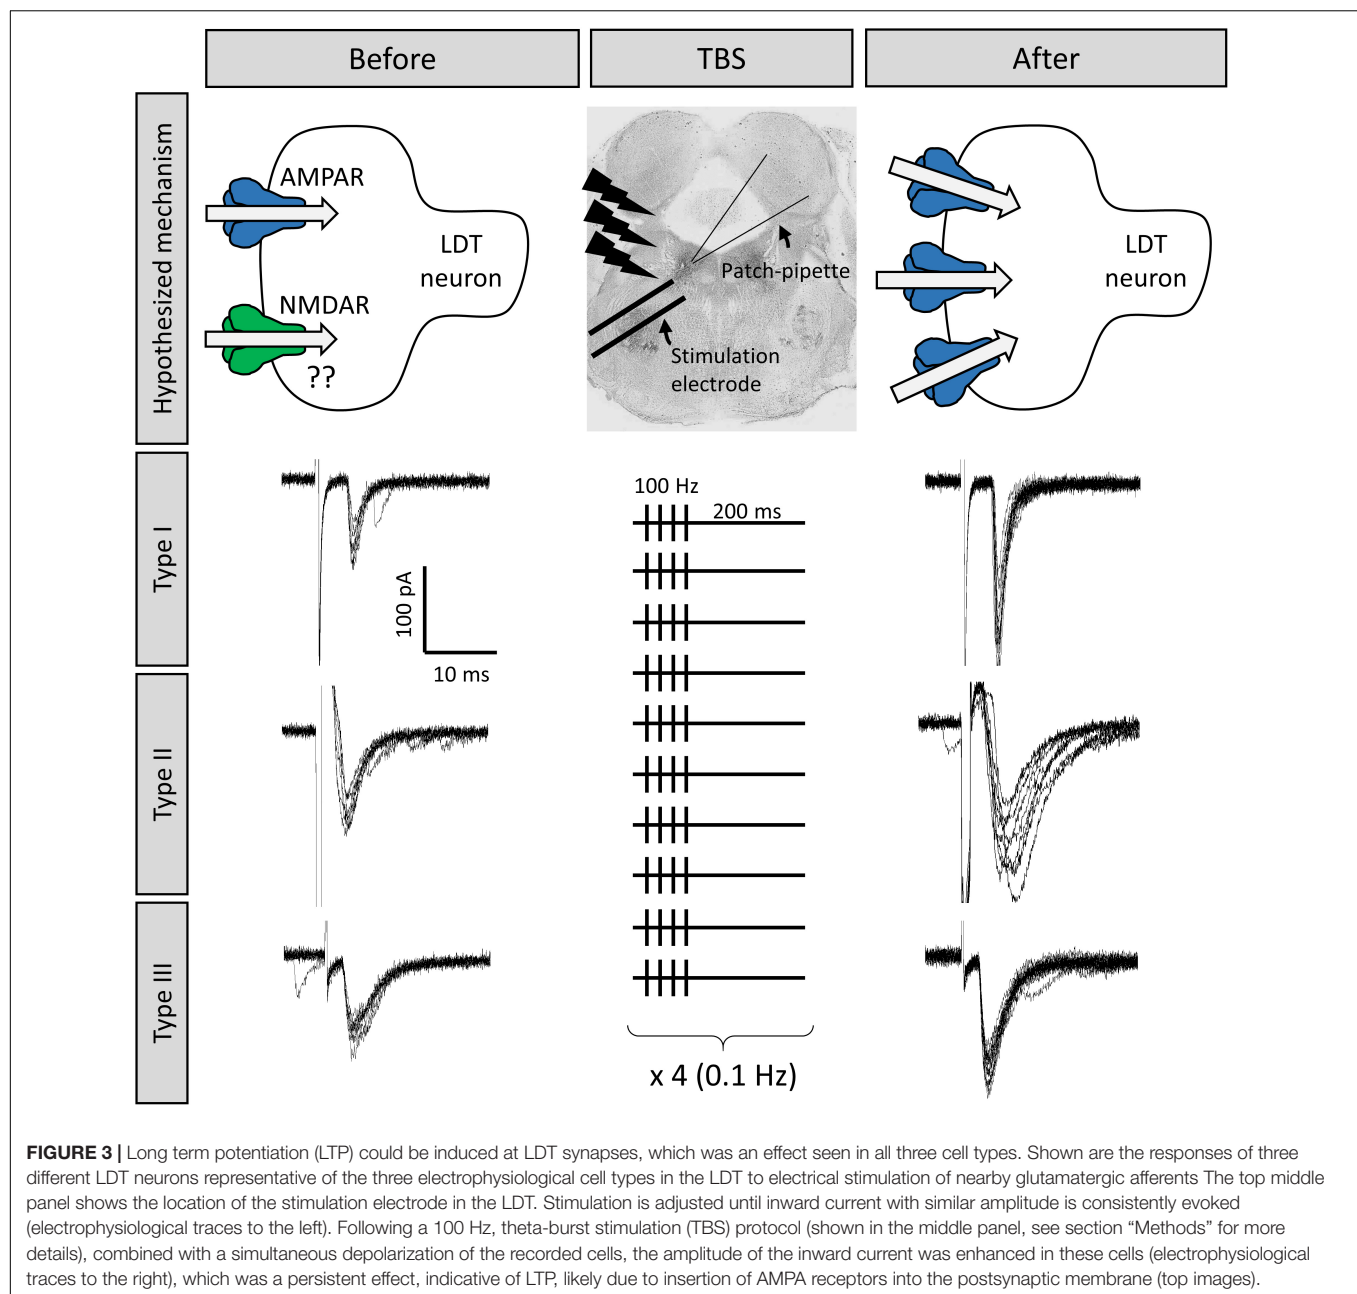 Before
TBS
After
Hypothesized mechanism
AMPAR
LDT
neuron
NMDAR
??
Patch-pipette
Stimulation
electrode
LDT
neuron
Type I
100 pA
10 ms
100 Hz
200 ms
Type II
Type III
x 4 (0.1 Hz)
FIGURE 3 | Long term potentiation (LTP) could be induced at LDT synapses, which was an effect seen in all three cell types. Shown are the responses of three
different LDT neurons representative of the three electrophysiological cell types in the LDT to electrical stimulation of nearby glutamatergic afferents The top middle
panel shows the location of the stimulation electrode in the LDT. Stimulation is adjusted until inward current with similar amplitude is consistently evoked
(electrophysiological traces to the left). Following a 100 Hz, theta-burst stimulation (TBS) protocol (shown in the middle panel, see section “Methods” for more
details), combined with a simultaneous depolarization of the recorded cells, the amplitude of the inward current was enhanced in these cells (electrophysiological
traces to the right), which was a persistent effect, indicative of LTP, likely due to insertion of AMPA receptors into the postsynaptic membrane (top images).